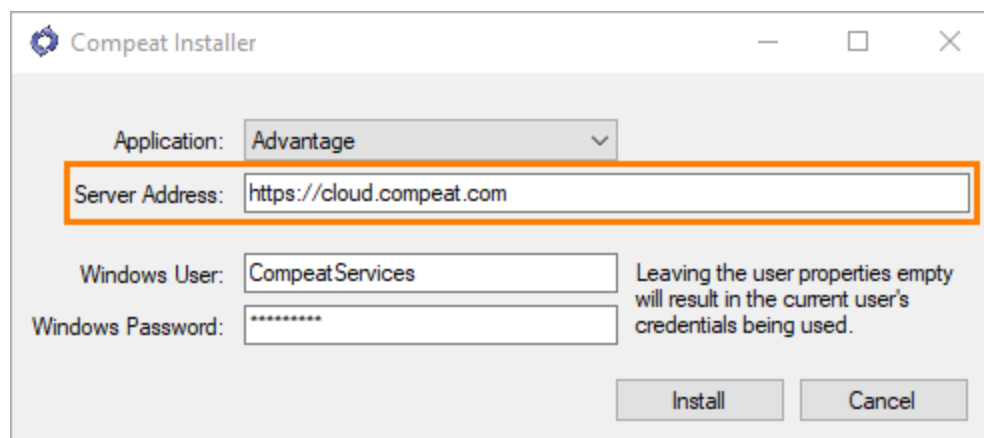 Compeat Installer
Application: Advantage
Server Address: https://cloud.compeat.com
Windows User: CompeatServices
Windows Password: *********
Leaving the user properties empty
will result in the current user's
credentials being used.
Install Cancel